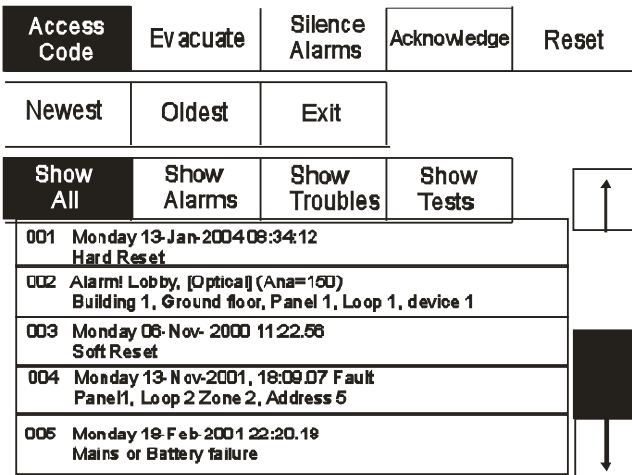 Access Code
Evacuate
Silence Alarms
Acknowledge
Reset
Newest
Oldest
Exit
Show All
Show Alarms
Show Troubles
Show Tests
001 Monday 13-Jan-2004 08:34:12
Hard Reset
002 Alarm! Lobby, [Optical] (Ana=150)
Building 1, Ground floor, Panel 1, Loop 1, device 1
003 Monday 06-Nov- 2000 11:22.56
Soft Reset
004 Monday 13-Nov-2001, 18:09.07 Fault
Panel1, Loop 2 Zone 2, Address 5
005 Monday 19-Feb-2001 22:20.19
Mains or Battery failure